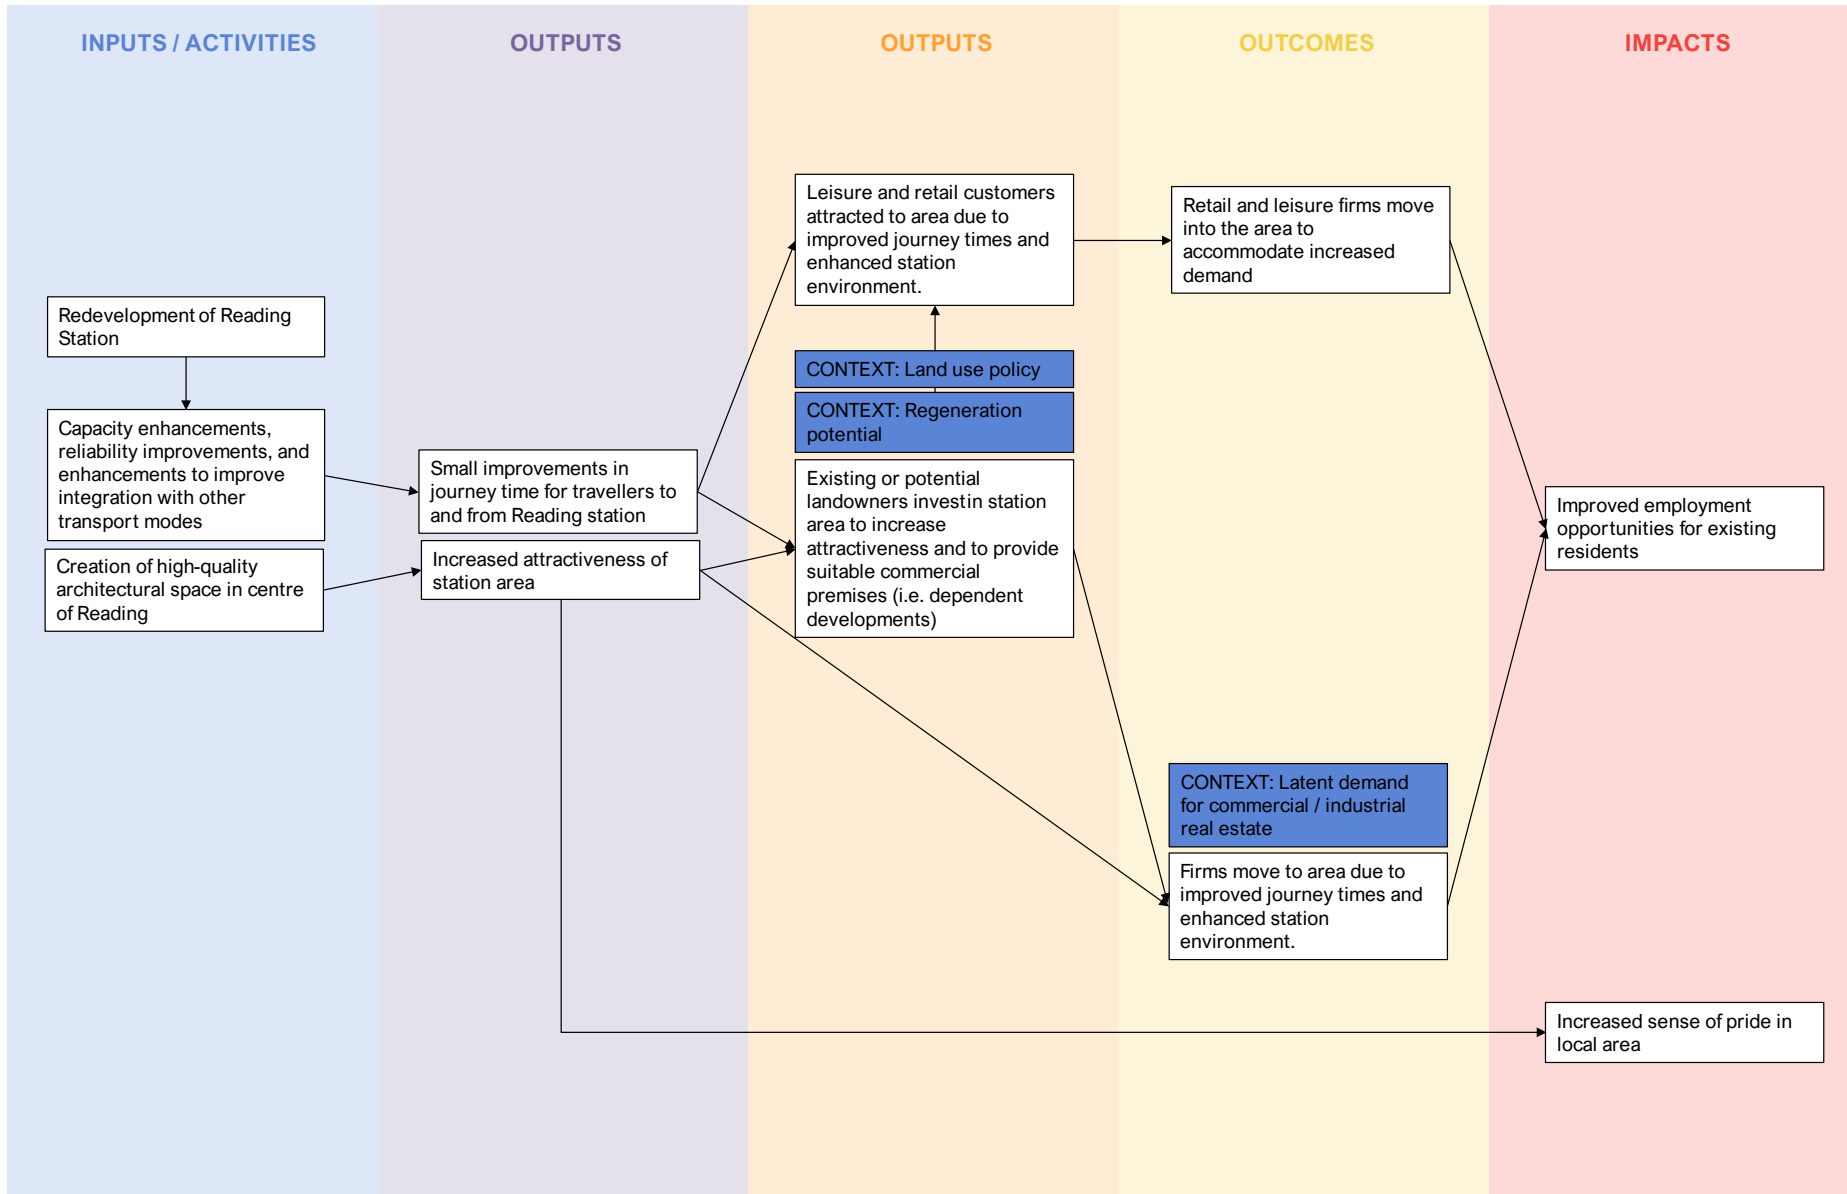 INPUTS / ACTIVITIES
OUTPUTS
OUTPUTS
OUTCOMES
IMPACTS
Redevelopment of Reading
Station
Capacity enhancements,
reliability improvements, and
enhancements to improve
integration with other
transport modes
Creation of high-quality
architectural space in centre
of Reading
Small improvements in
journey time for travellers to
and from Reading station
Increased attractiveness of
station area
Leisure and retail customers
attracted to area due to
improved journey times and
enhanced station
environment.
CONTEXT: Land use policy
CONTEXT: Regeneration
potential
Existing or potential
landowners invest in station
area to increase
attractiveness and to provide
suitable commercial
premises (i.e. dependent
developments)
Retail and leisure firms move
into the area to
accommodate increased
demand
CONTEXT: Latent demand
for commercial / industrial
real estate
Firms move to area due to
improved journey times and
enhanced station
environment.
Improved employment
opportunities for existing
residents
Increased sense of pride in
local area